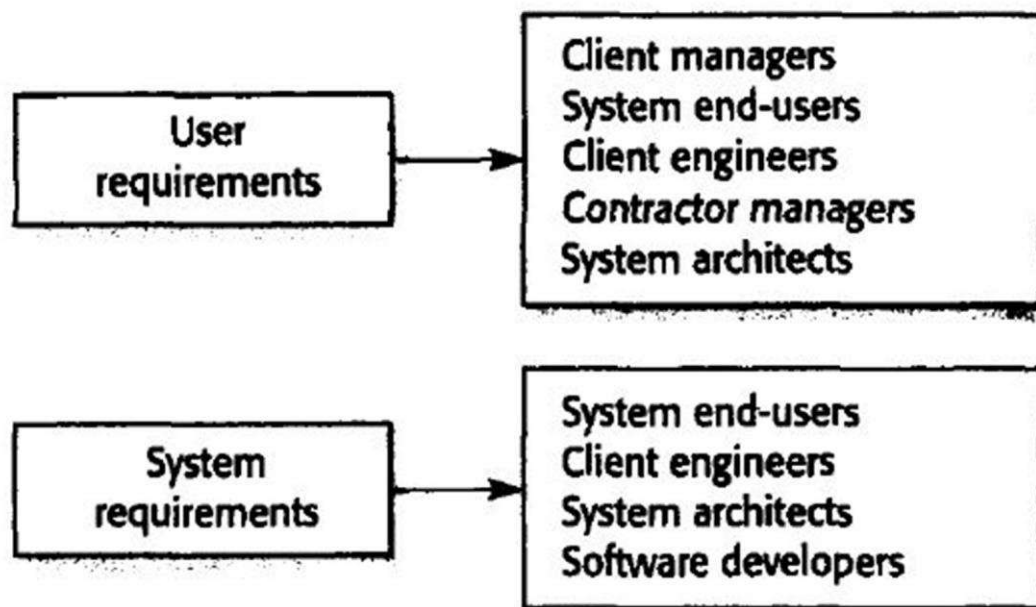 User
requirements
Client managers
System end-users
Client engineers
Contractor managers
System architects
System
requirements
System end-users
Client engineers
System architects
Software developers